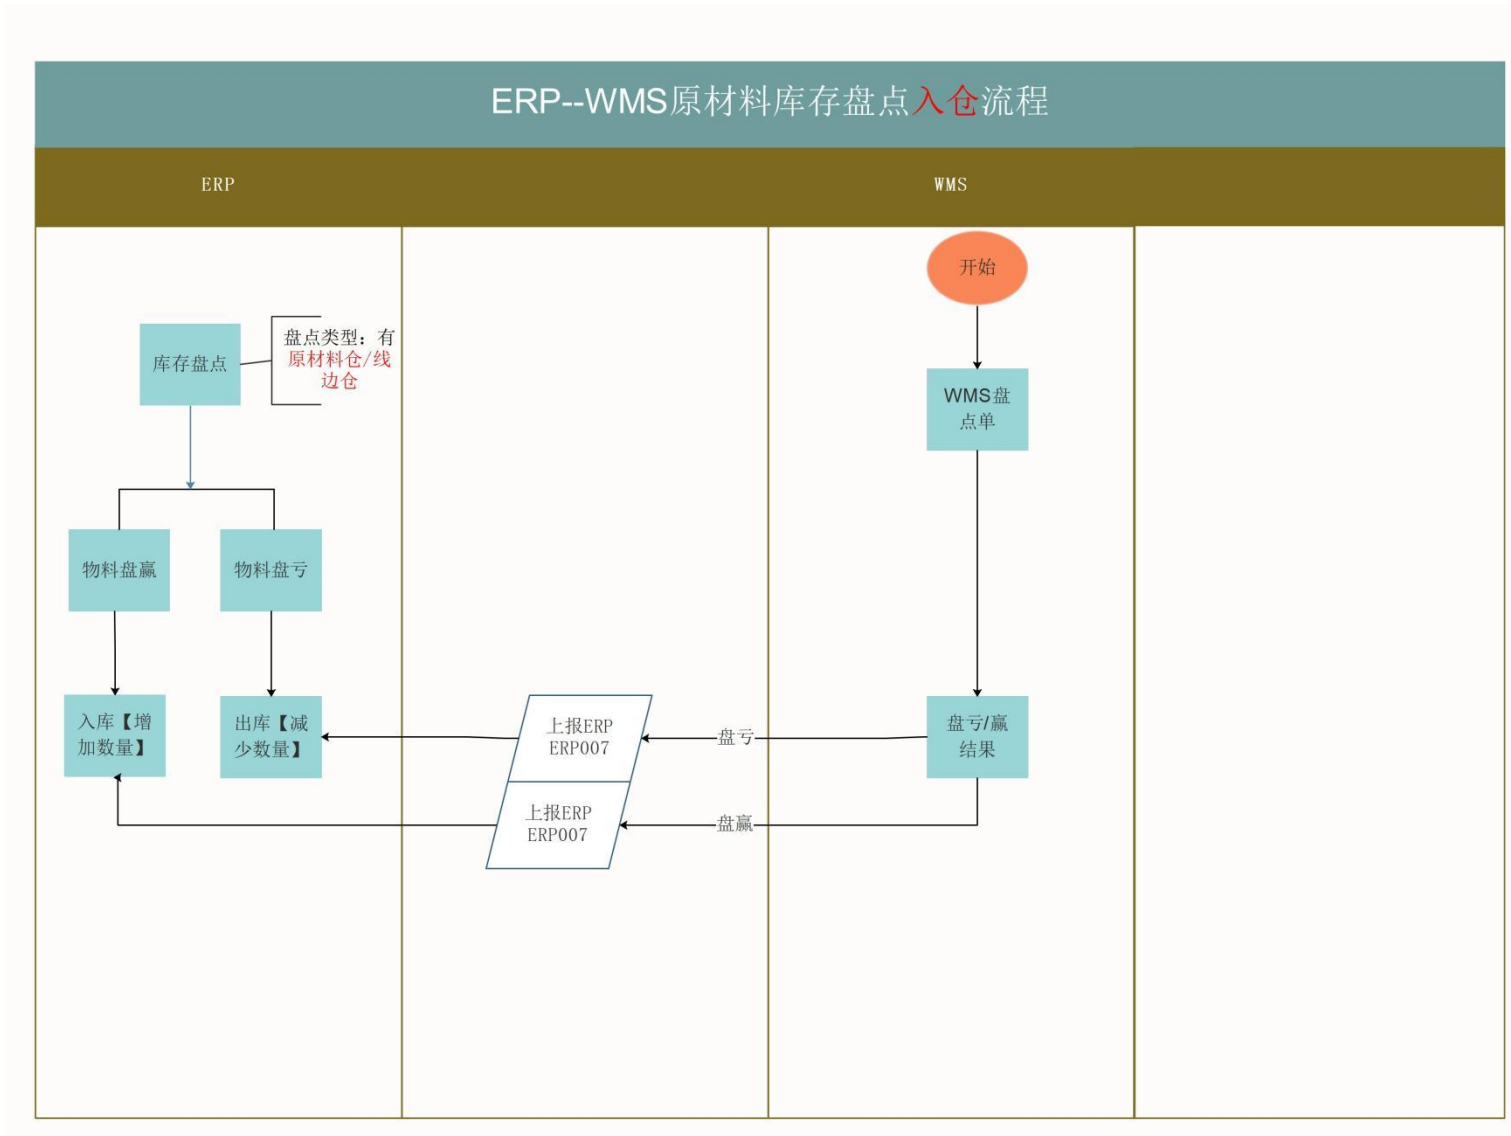 ERP--WMS原材料库存盘点入仓流程
ERP
WMS
开始
库存盘点
盘点类型：有
原材料仓/线
边仓
WMS盘
点单
物料盘赢
物料盘亏
入库【增
加数量】
出库【减
少数量】
上报ERP
ERP007
盘亏
盘亏/赢
结果
上报ERP
ERP007
盘赢